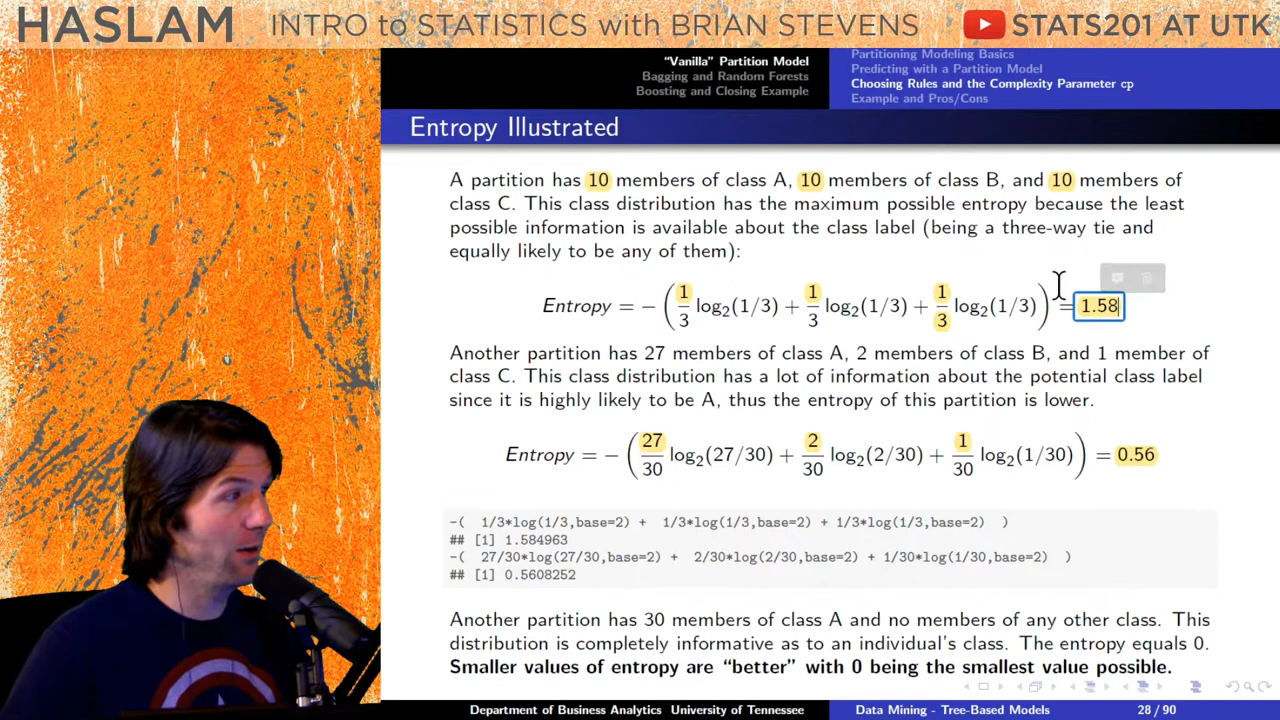 HASLAM INTRO to STATISTICS with BRIAN STEVENS STATS201 AT UTK
"Vanilla" Partition Model
Bagging and Random Forests
Boosting and Closing Example
Partitioning Modeling Basics
Predicting with a Partition Model
Choosing Rules and the Complexity Parameter cp
Example and Pros/Cons
Entropy Illustrated
A partition has 10 members of class A, 10 members of class B, and 10 members of
class C. This class distribution has the maximum possible entropy because the least
possible information is available about the class label (being a three-way tie and
equally likely to be any of them):
Entropy = − ( 1/3 log₂(1/3) + 1/3 log₂(1/3) + 1/3 log₂(1/3) ) = 1.58
Another partition has 27 members of class A, 2 members of class B, and 1 member of
class C. This class distribution has a lot of information about the potential class label
since it is highly likely to be A, thus the entropy of this partition is lower.
Entropy = − ( 27/30 log₂(27/30) + 2/30 log₂(2/30) + 1/30 log₂(1/30) ) = 0.56
-( 1/3*log(1/3,base=2) + 1/3*log(1/3,base=2) + 1/3*log(1/3,base=2) )
## [1] 1.584963
-( 27/30*log(27/30,base=2) + 2/30*log(2/30,base=2) + 1/30*log(1/30,base=2) )
## [1] 0.5608252
Another partition has 30 members of class A and no members of any other class. This
distribution is completely informative as to an individual's class. The entropy equals 0.
Smaller values of entropy are "better" with 0 being the smallest value possible.
Department of Business Analytics University of Tennessee Data Mining - Tree-Based Models 28 / 90